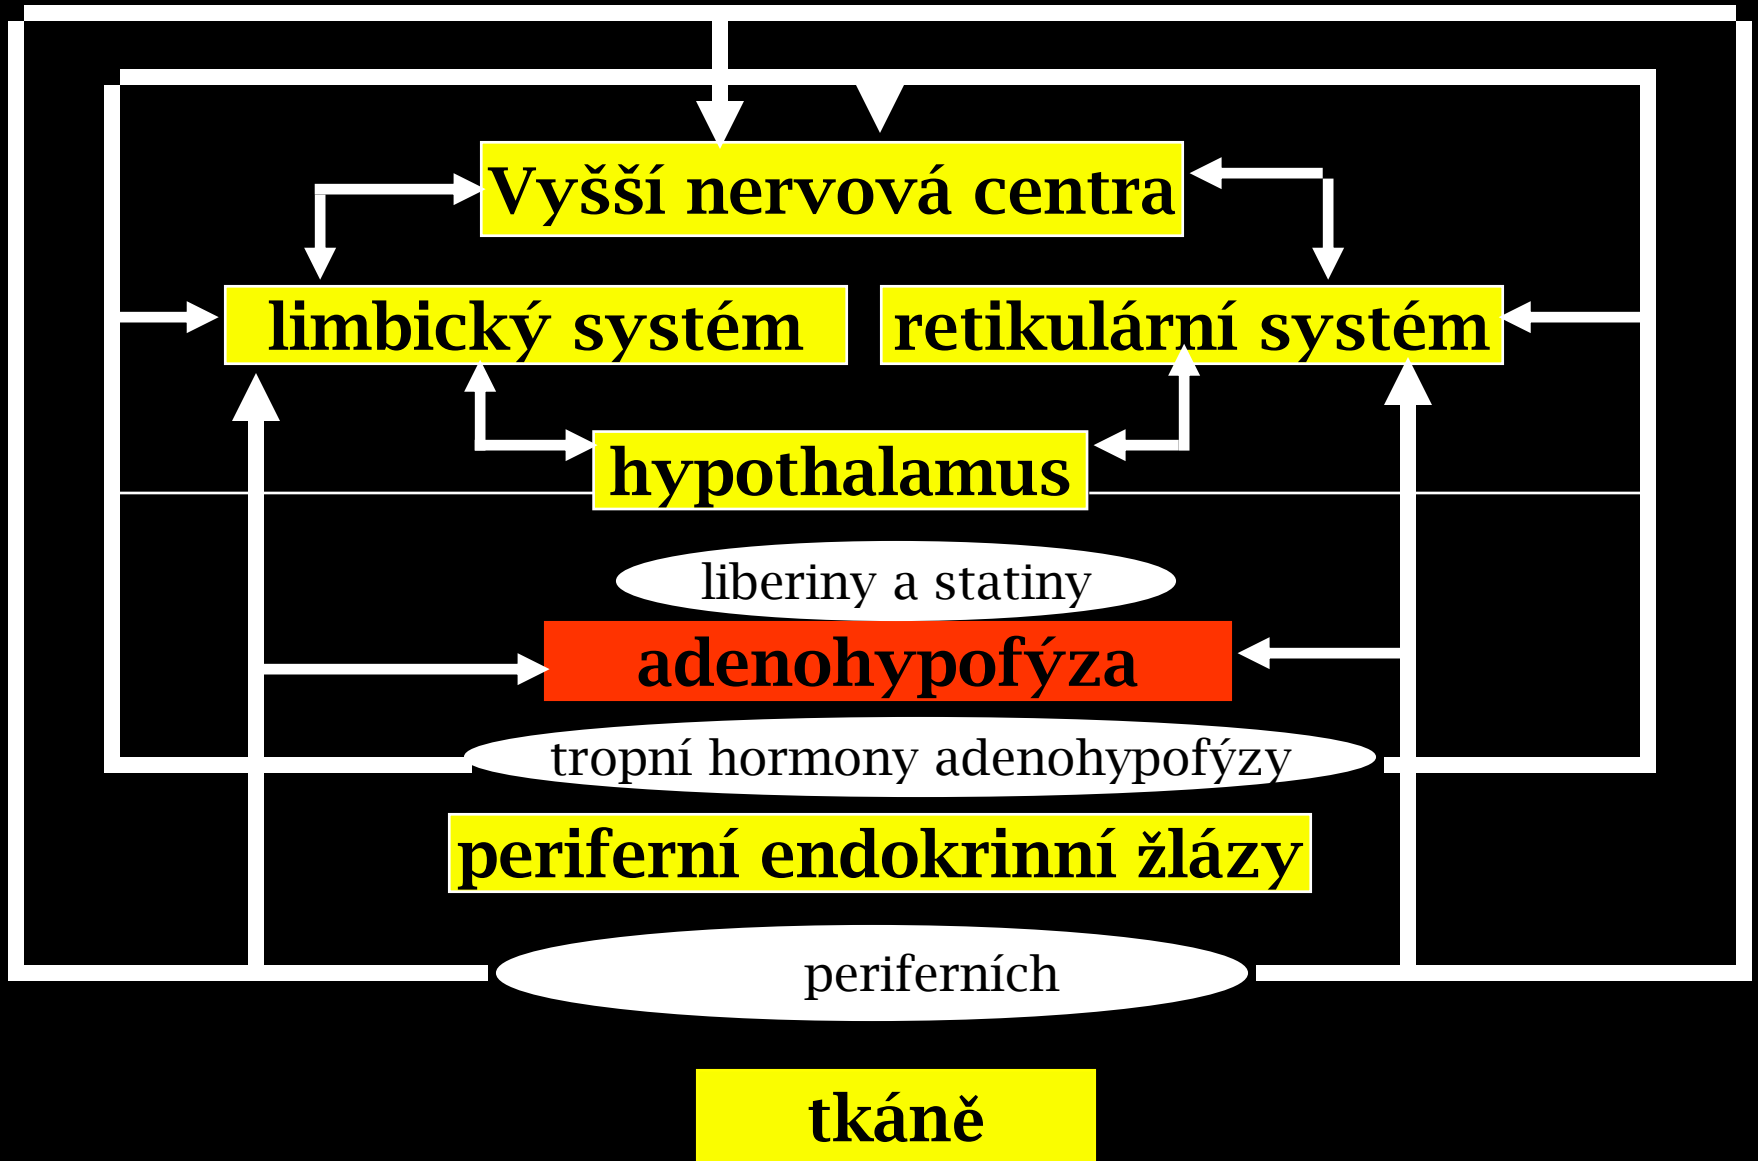 Vyšší nervová centra
limbický systém
retikulární systém
hypothalamus
liberiny a statiny
adenohypofýza
tropní hormony adenohypofýzy
periferní endokrinní žlázy
periferních
tkáně